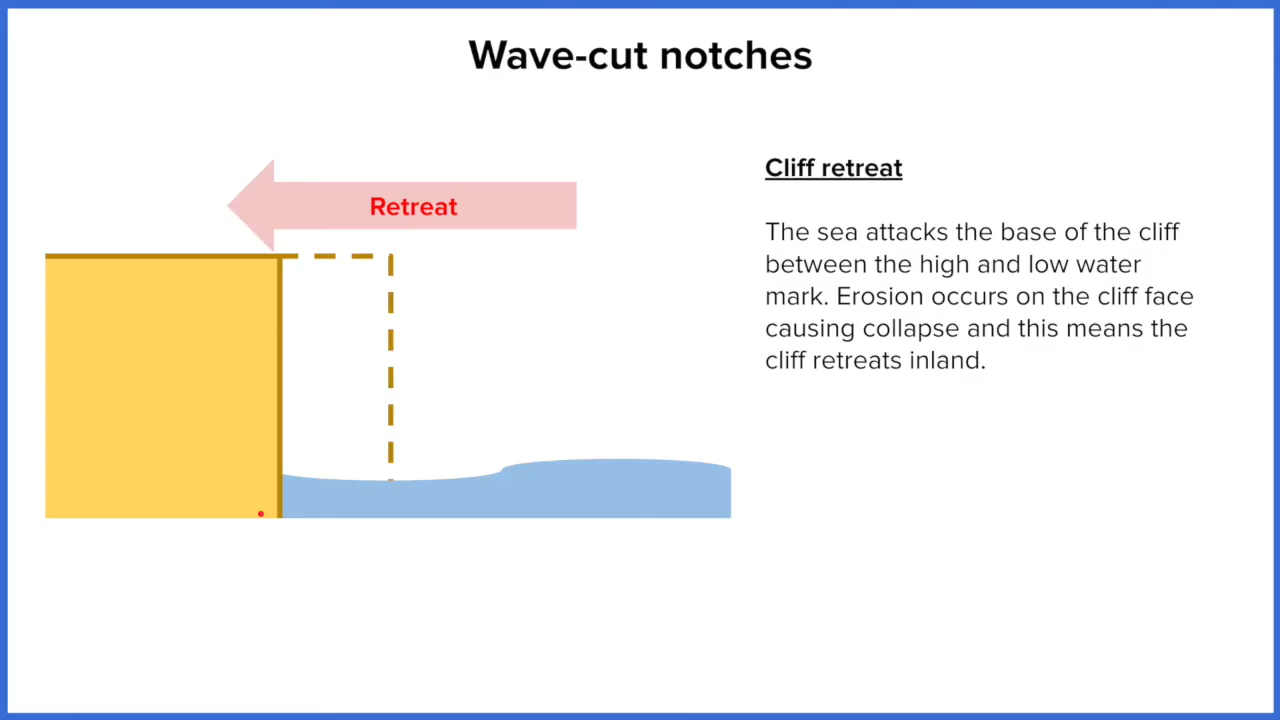 Wave-cut notches
Retreat
Cliff retreat
The sea attacks the base of the cliff
between the high and low water
mark. Erosion occurs on the cliff face
causing collapse and this means the
cliff retreats inland.